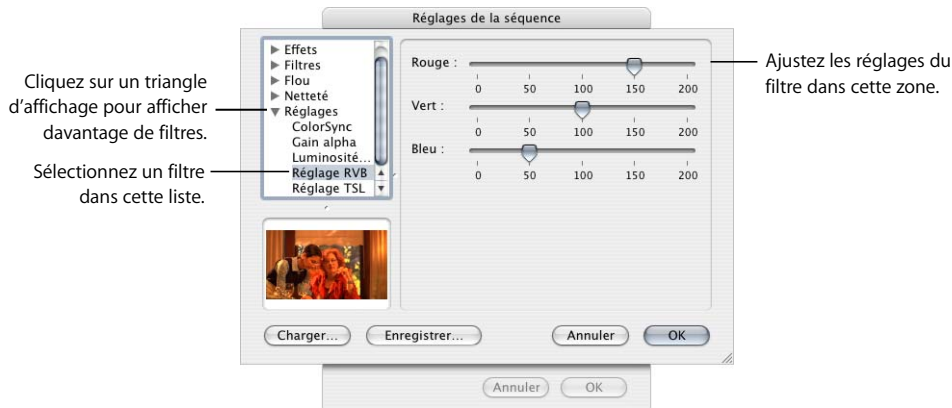 Réglages de la séquence
Cliquez sur un triangle
d'affichage pour afficher
davantage de filtres.
Sélectionnez un filtre
dans cette liste.
Effets
Filtres
Flou
Netteté
Réglages
ColorSync
Gain alpha
Luminosité...
Réglage RVB
Réglage TSL
Rouge :
0 50 100 150 200
Vert :
0 50 100 150 200
Bleu :
0 50 100 150 200
Ajustez les réglages du
filtre dans cette zone.
Charger... Enregistrer... Annuler OK
Annuler OK